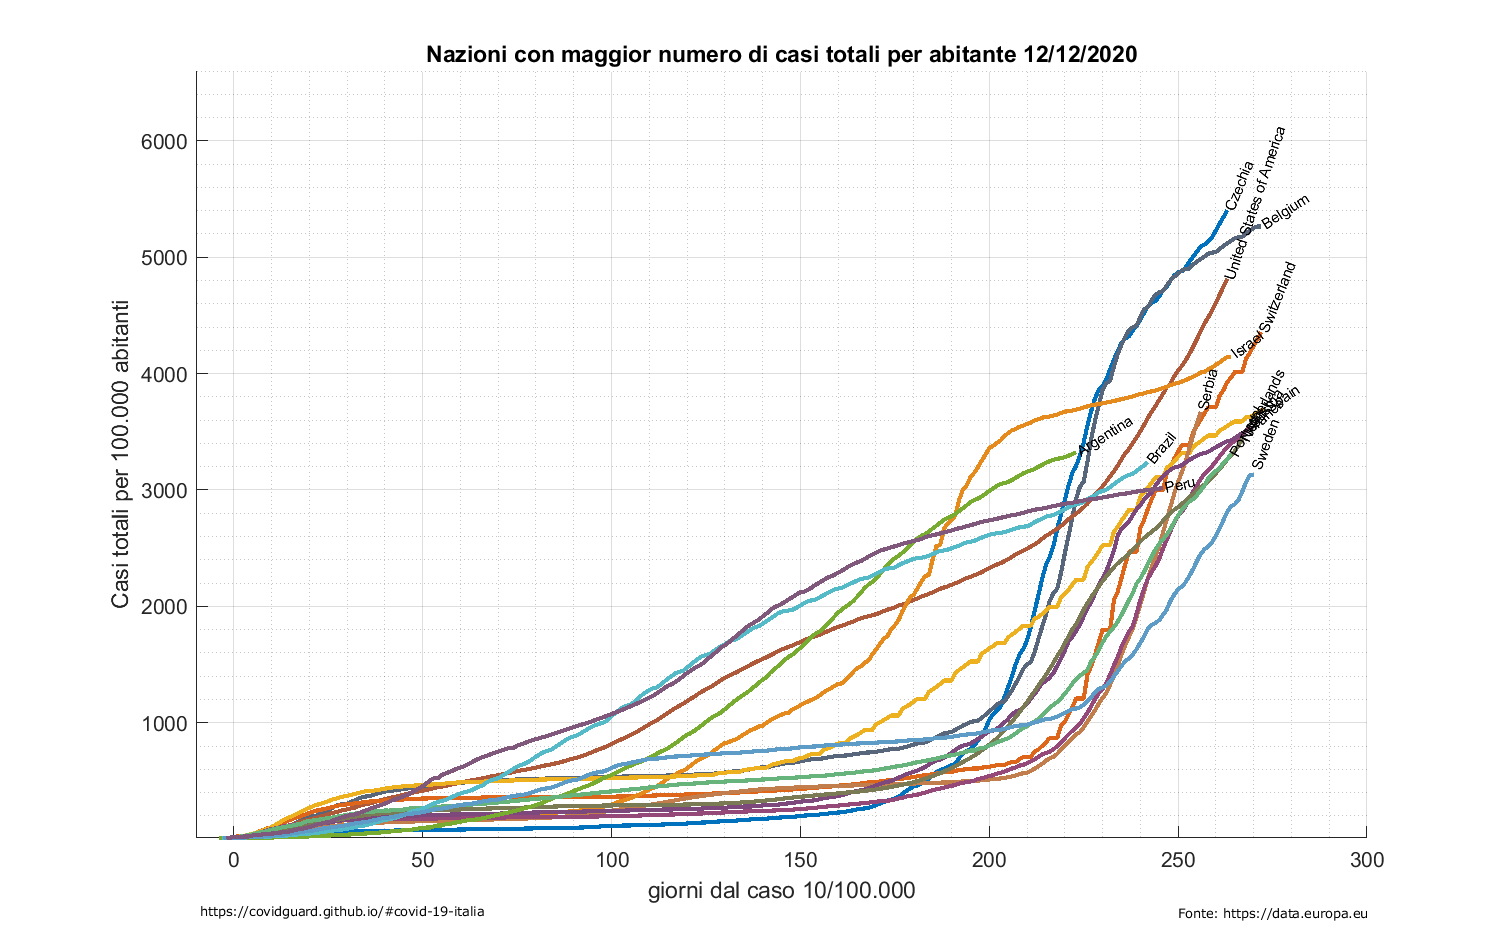 Nazioni con maggior numero di casi totali per abitante 12/12/2020
Casi totali per 100.000 abitanti
6000
5000
4000
3000
2000
1000
Czechia
United States of America
Belgium
Switzerland
Israel
Serbia
Argentina
Brazil
Peru
Spain
Sweden
0
50
100
150
200
250
300
giorni dal caso 10/100.000
https://covidguard.github.io/#covid-19-italia
Fonte: https://data.europa.eu